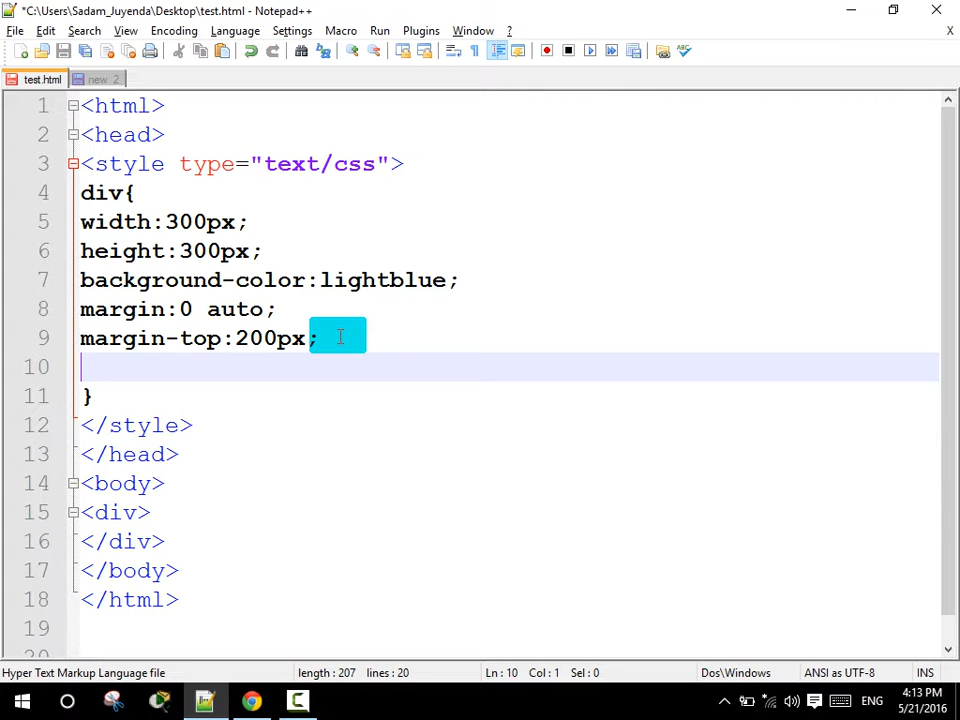 *C:\Users\Sadam_Juyenda\Desktop\test.html - Notepad++
File Edit Search View Encoding Language Settings Macro Run Plugins Window ? X
test.html new 2
1 <html>
2 <head>
3 <style type="text/css">
4 div{
5 width:300px;
6 height:300px;
7 background-color:lightblue;
8 margin:0 auto;
9 margin-top:200px;
10
11 }
12 </style>
13 </head>
14 <body>
15 <div>
16 </div>
17 </body>
18 </html>
19
20
Hyper Text Markup Language file length : 207 lines : 20 Ln : 10 Col : 1 Sel : 0 Dos\Windows ANSI as UTF-8 INS
ENG 4:13 PM
5/21/2016